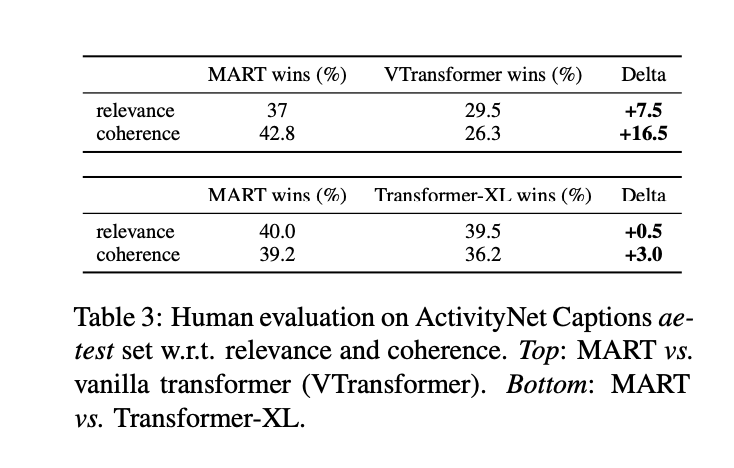 MART wins (%) VTransformer wins (%) Delta
relevance 37 29.5 +7.5
coherence 42.8 26.3 +16.5
MART wins (%) Transformer-XL wins (%) Delta
relevance 40.0 39.5 +0.5
coherence 39.2 36.2 +3.0
Table 3: Human evaluation on ActivityNet Captions ae-
test set w.r.t. relevance and coherence. Top: MART vs.
vanilla transformer (VTransformer). Bottom: MART
vs. Transformer-XL.